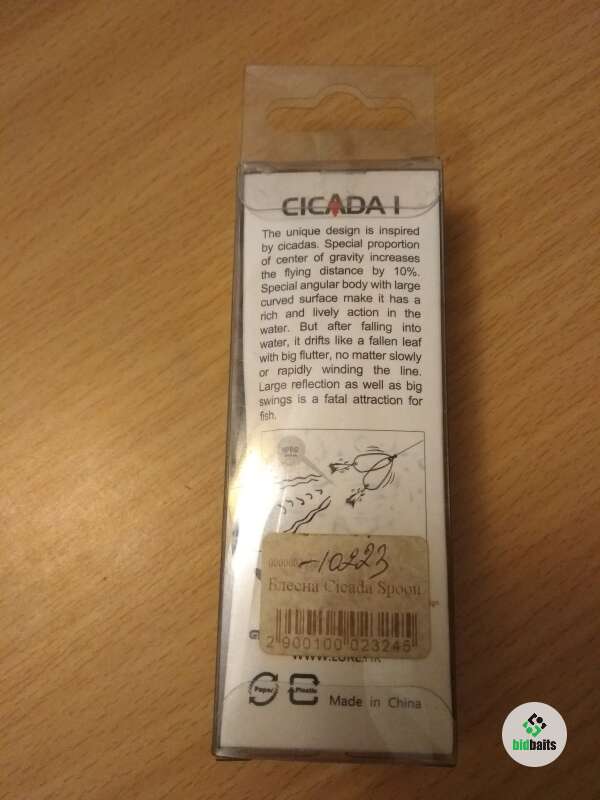 CICADA I
The unique design is inspired
by cicadas. Special proportion
of center of gravity increases
the flying distance by 10%.
Special angular body with large
curved surface make it has a
rich and lively action in the
water. But after falling into
water, it drifts like a fallen leaf
with big flutter, no matter slowly
or rapidly winding the line.
Large reflection as well as big
swings is a fatal attraction for
fish.
-10223
Блесна Cicada Spoon
2 900100 023246
Paper
Plastic
Made in China
bidbaits